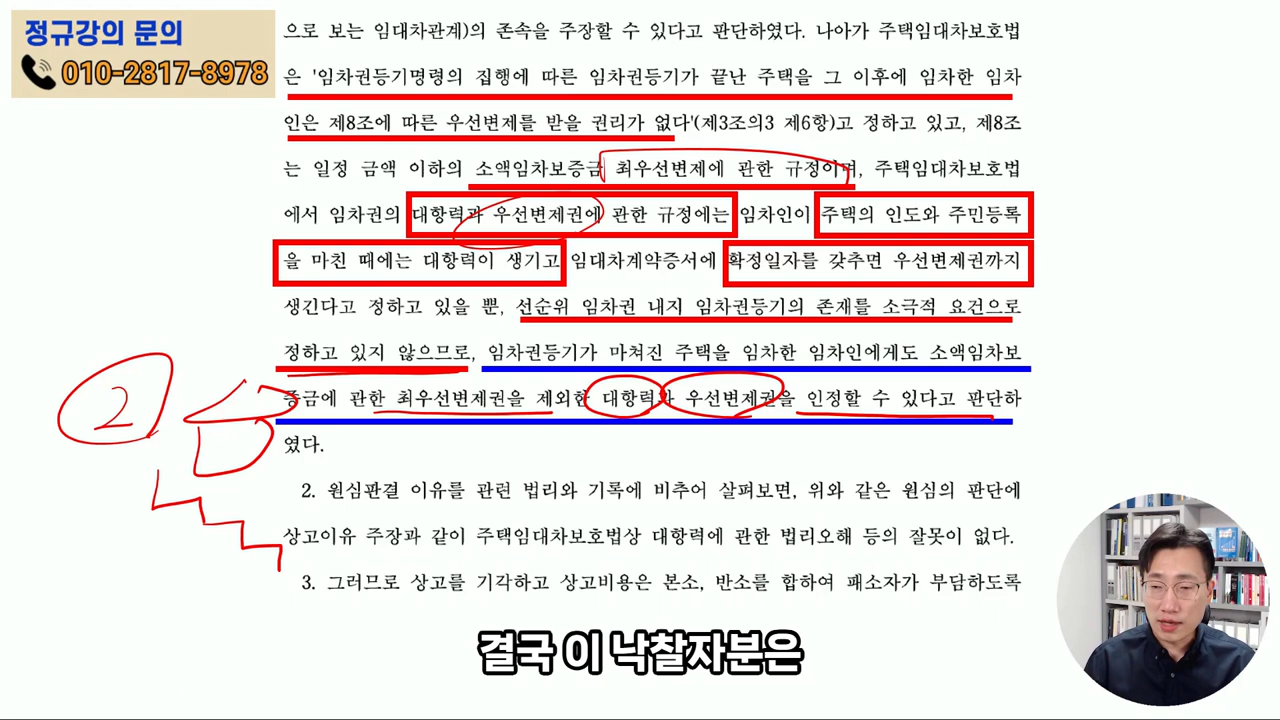 정규강의 문의
010-2817-8978
으로 보는 임대차관계)의 존속을 주장할 수 있다고 판단하였다. 나아가 주택임대차보호법
은 '임차권등기명령의 집행에 따른 임차권등기가 끝난 주택을 그 이후에 임차한 임차
인은 제8조에 따른 우선변제를 받을 권리가 없다'(제3조의3 제6항)고 정하고 있고, 제8조
는 일정 금액 이하의 소액임차보증금 최우선변제에 관한 규정이며, 주택임대차보호법
에서 임차권의 대항력과 우선변제권에 관한 규정에는 임차인이 주택의 인도와 주민등록
을 마친 때에는 대항력이 생기고 임대차계약증서에 확정일자를 갖추면 우선변제권까지
생긴다고 정하고 있을 뿐, 선순위 임차권 내지 임차권등기의 존재를 소극적 요건으로
정하고 있지 않으므로, 임차권등기가 마쳐진 주택을 임차한 임차인에게도 소액임차보
증금에 관한 최우선변제권을 제외한 대항력과 우선변제권을 인정할 수 있다고 판단하
2
였다.
2. 원심판결 이유를 관련 법리와 기록에 비추어 살펴보면, 위와 같은 원심의 판단에
상고이유 주장과 같이 주택임대차보호법상 대항력에 관한 법리오해 등의 잘못이 없다.
3. 그러므로 상고를 기각하고 상고비용은 본소, 반소를 합하여 패소자가 부담하도록
결국 이 낙찰자분은